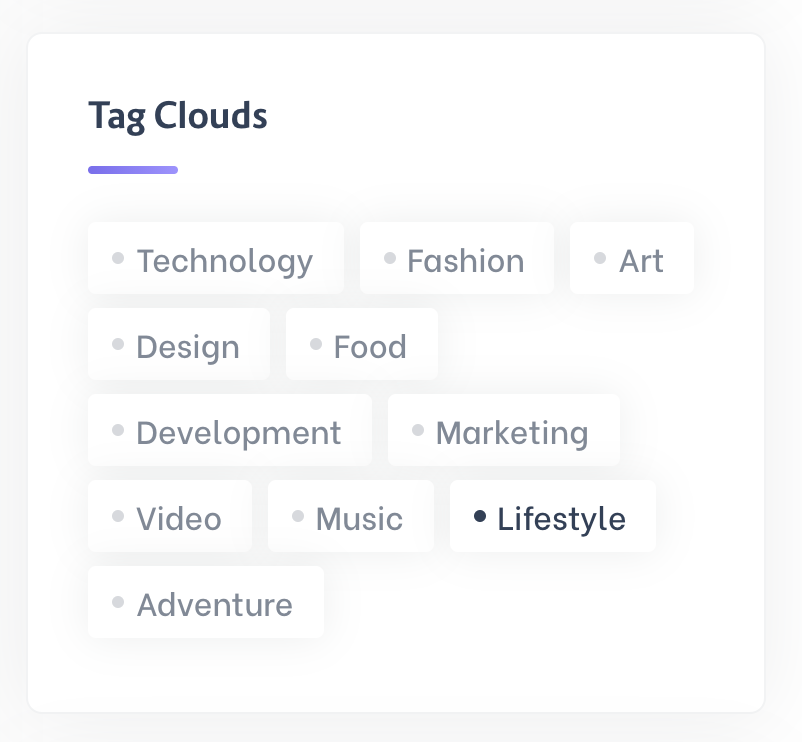 Tag Clouds
Technology Fashion Art
Design Food
Development Marketing
Video Music Lifestyle
Adventure